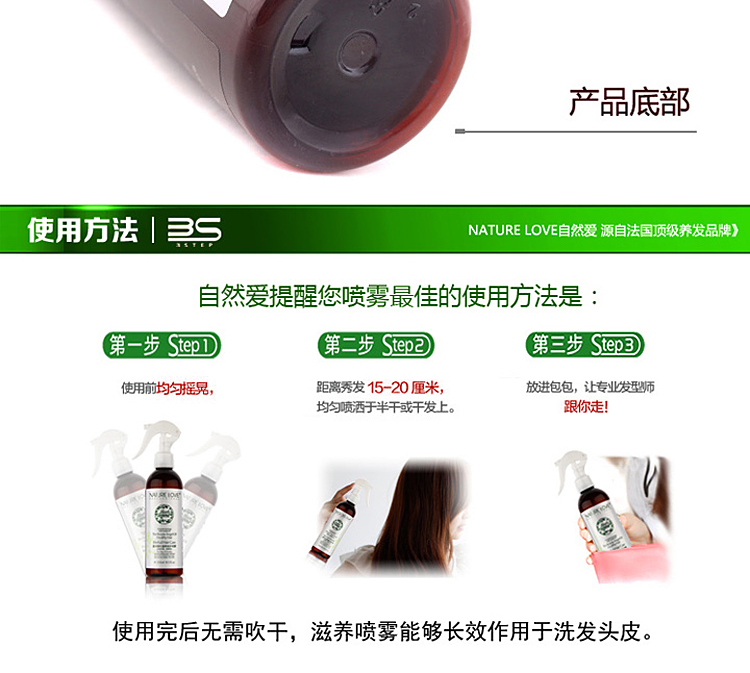 产品底部
使用方法 | 3S
3STEP
NATURE LOVE自然爱 源自法国顶级养发品牌》
自然爱提醒您喷雾最佳的使用方法是：
第一步 Step1
使用前均匀摇晃，
第二步 Step2
距离秀发 15-20 厘米，
均匀喷洒于半干或干发上。
第三步 Step3
放进包包，让专业发型师
跟你走！
NATURE LOVE
使用完后无需吹干，滋养喷雾能够长效作用于洗发头皮。